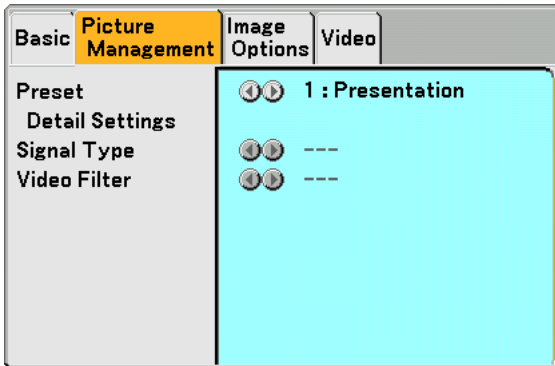 Basic
Picture
Management
Image
Options
Video
Preset
1 : Presentation
Detail Settings
Signal Type
---
Video Filter
---